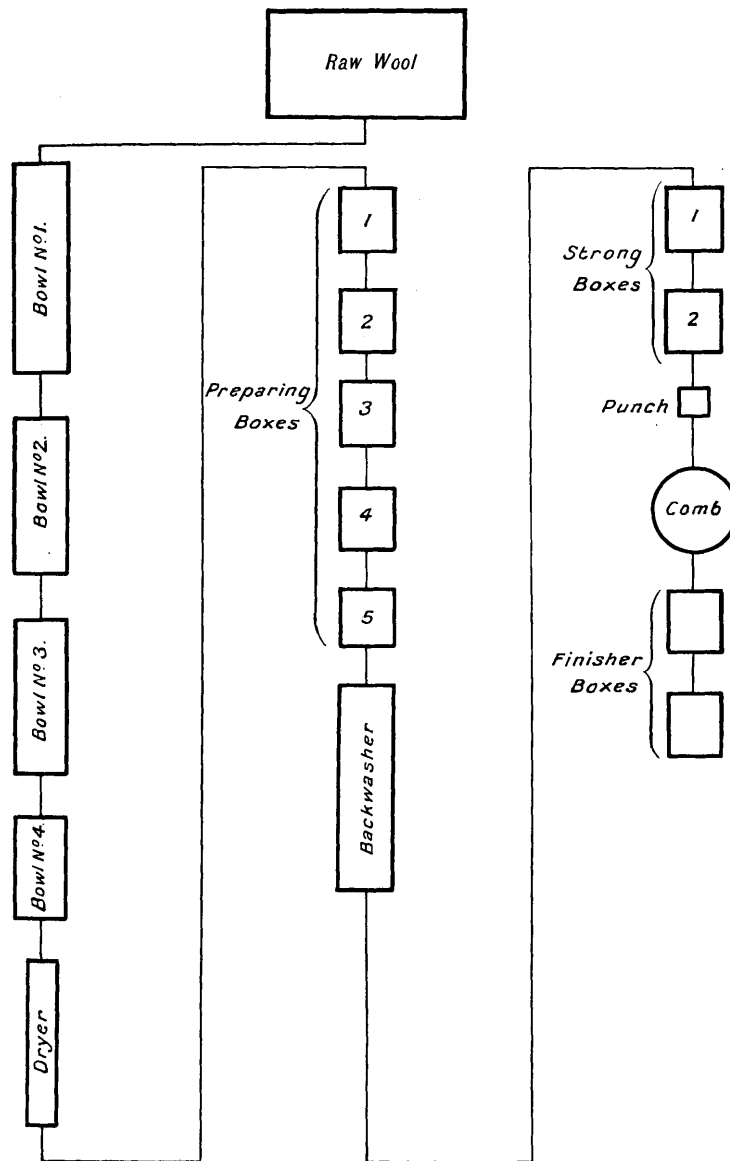 Raw Wool
Bowl Nº1.
Bowl Nº2.
Bowl Nº3.
Bowl Nº4.
Dryer
Preparing
Boxes
1
2
3
4
5
Backwasher
Strong
Boxes
1
2
Punch
Comb
Finisher
Boxes